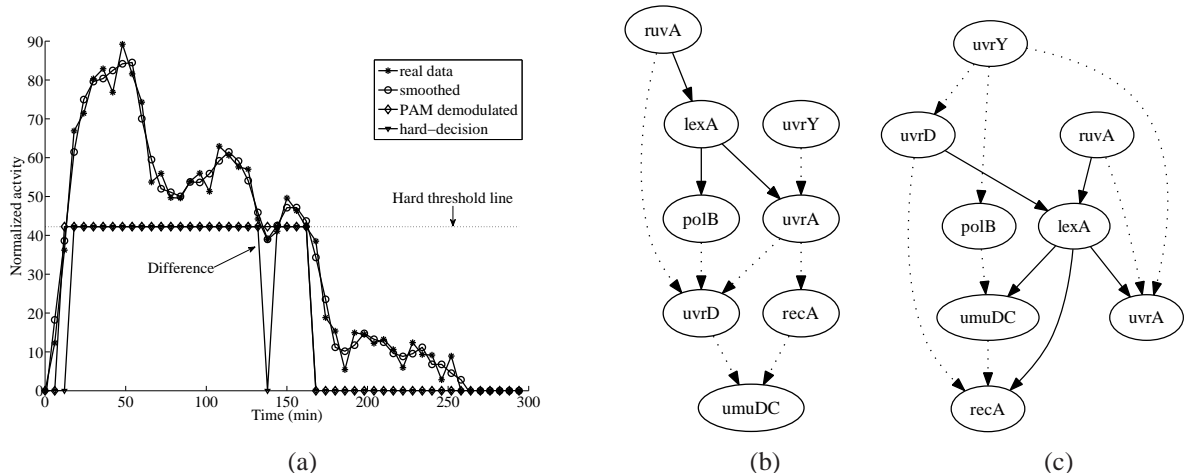 90
80
70
60
50
40
30
20
10
0
Normalized actvity
real data
smoothed
PAM demodulated
hard−decision
Hard threshold line
Difference
0
50
100
150
200
250
300
Time (min)
(a)
ruvA
lexA
uvrY
polB
uvrA
uvrD
recA
umuDC
(b)
uvrY
uvrD
ruvA
polB
lexA
umuDC
uvrA
recA
(c)